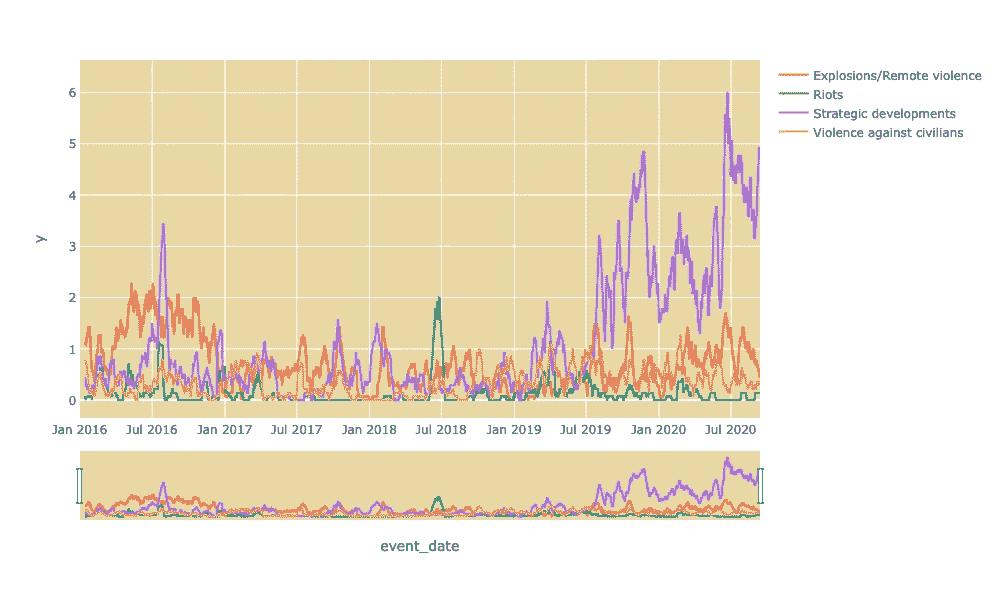 Explosions/Remote violence
Riots
Strategic developments
Violence against civilians
y
6
5
4
3
2
1
0
Jan 2016 Jul 2016 Jan 2017 Jul 2017 Jan 2018 Jul 2018 Jan 2019 Jul 2019 Jan 2020 Jul 2020
event_date